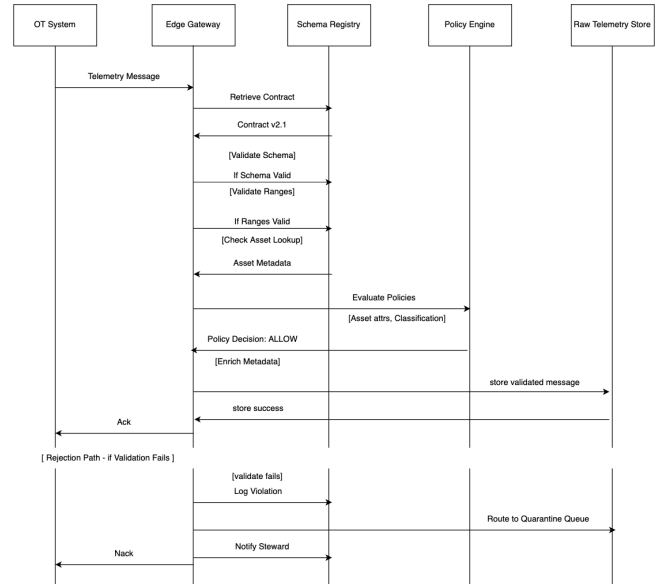 OT System
Edge Gateway
Schema Registry
Policy Engine
Raw Telemetry Store
Telemetry Message
Retrieve Contract
Contract v2.1
[Validate Schema]
If Schema Valid
[Validate Ranges]
If Ranges Valid
[Check Asset Lookup]
Asset Metadata
Evaluate Policies
[Asset attrs, Classification]
Policy Decision: ALLOW
[Enrich Metadata]
store validated message
store success
Ack
[ Rejection Path - if Validation Fails ]
[validate fails]
Log Violation
Route to Quarantine Queue
Notify Steward
Nack